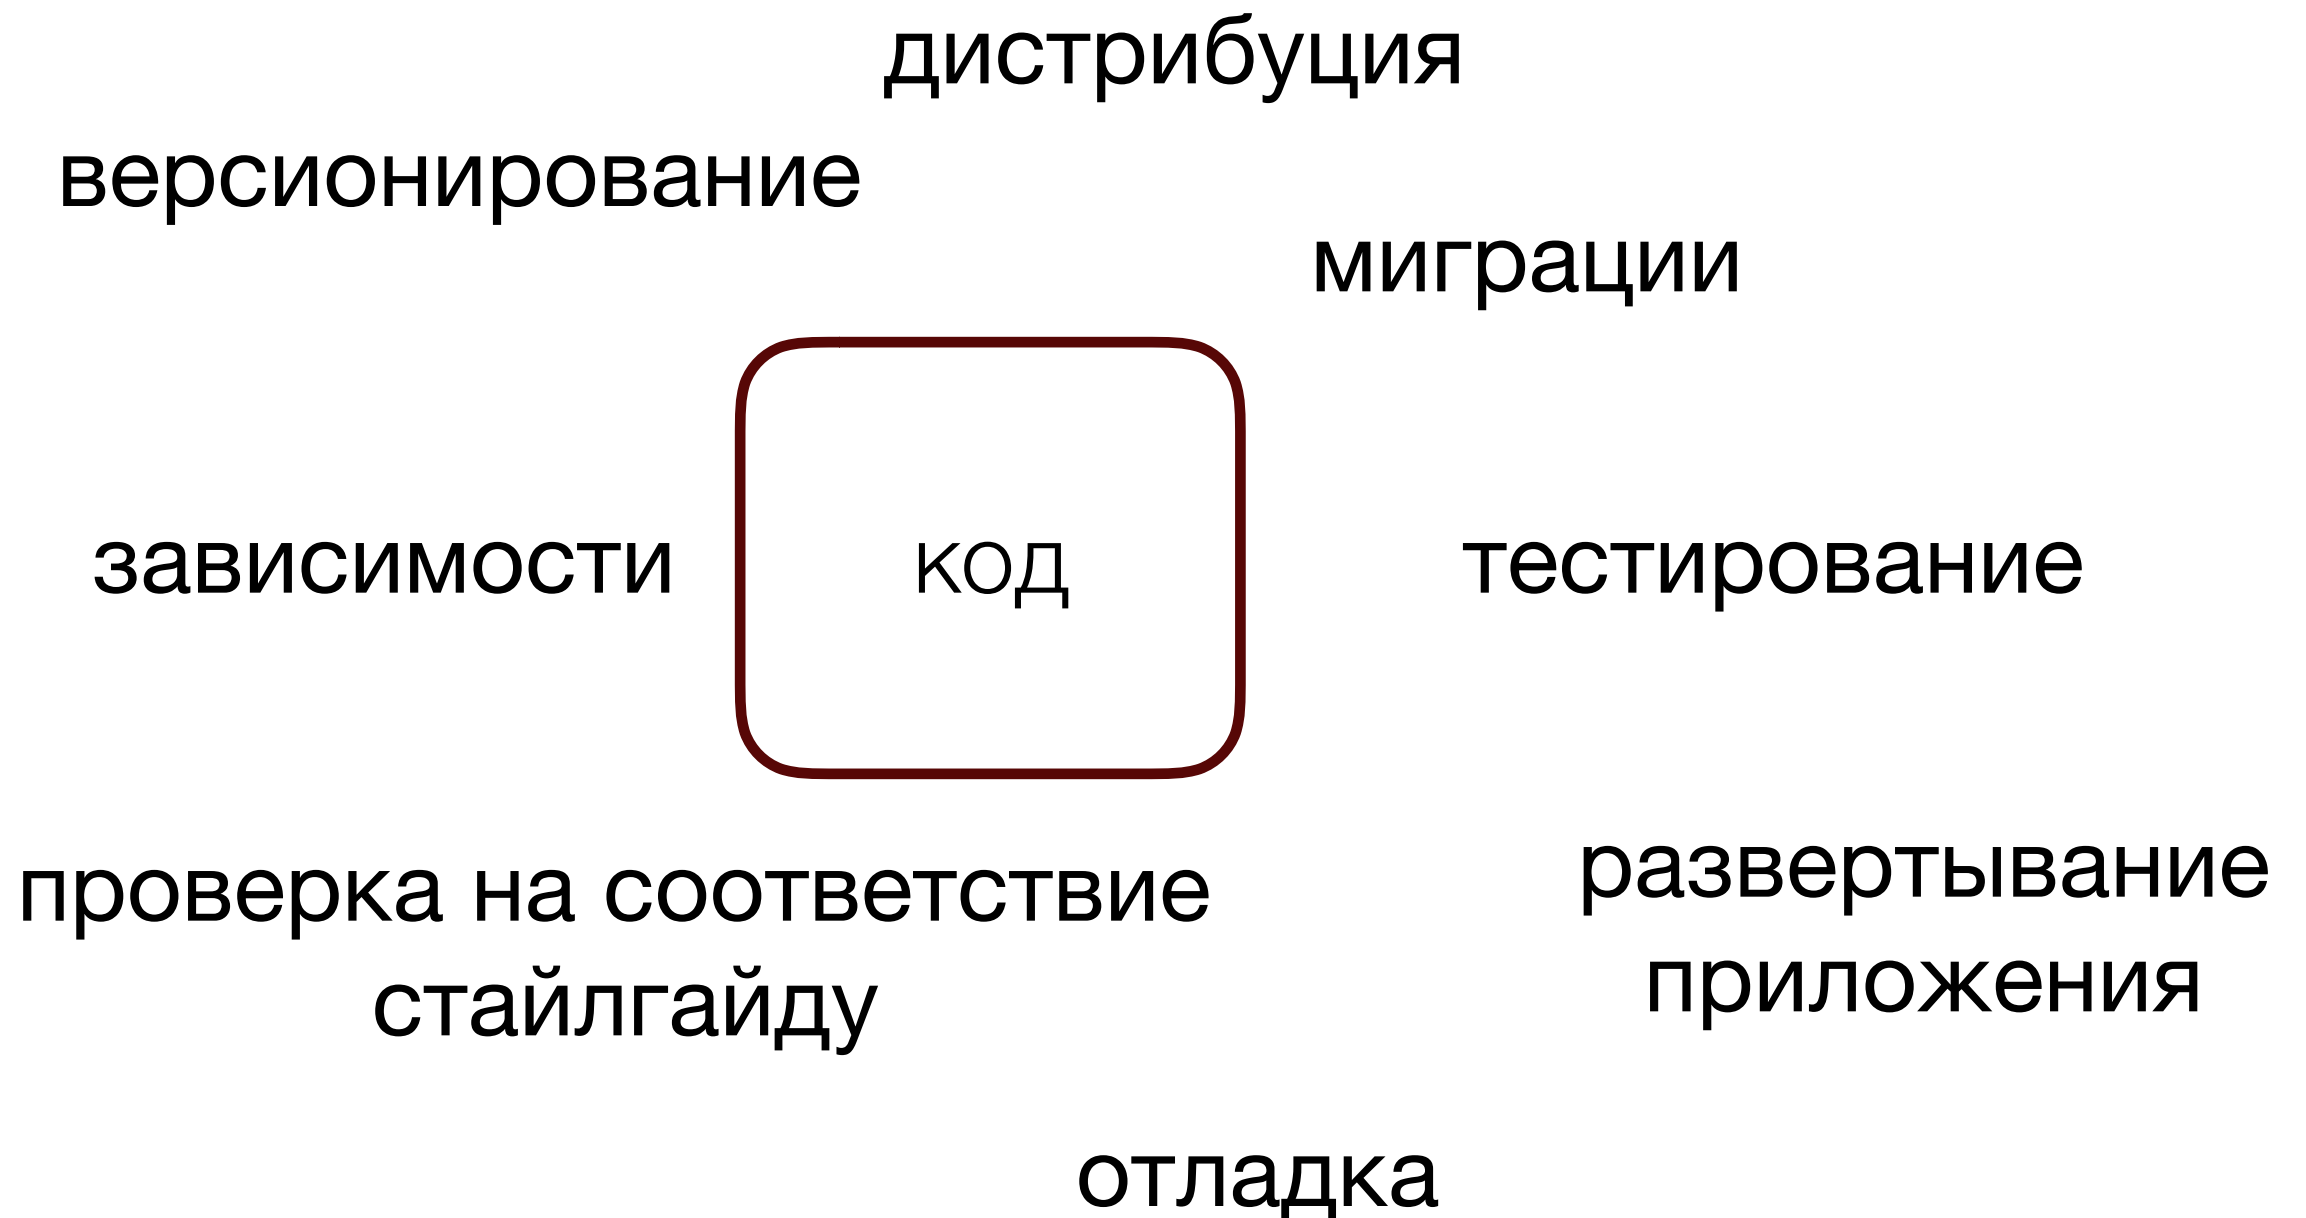 дистрибуция
версионирование
миграции
зависимости
код
тестирование
проверка на соответствие
стайлгайду
развертывание
приложения
отладка